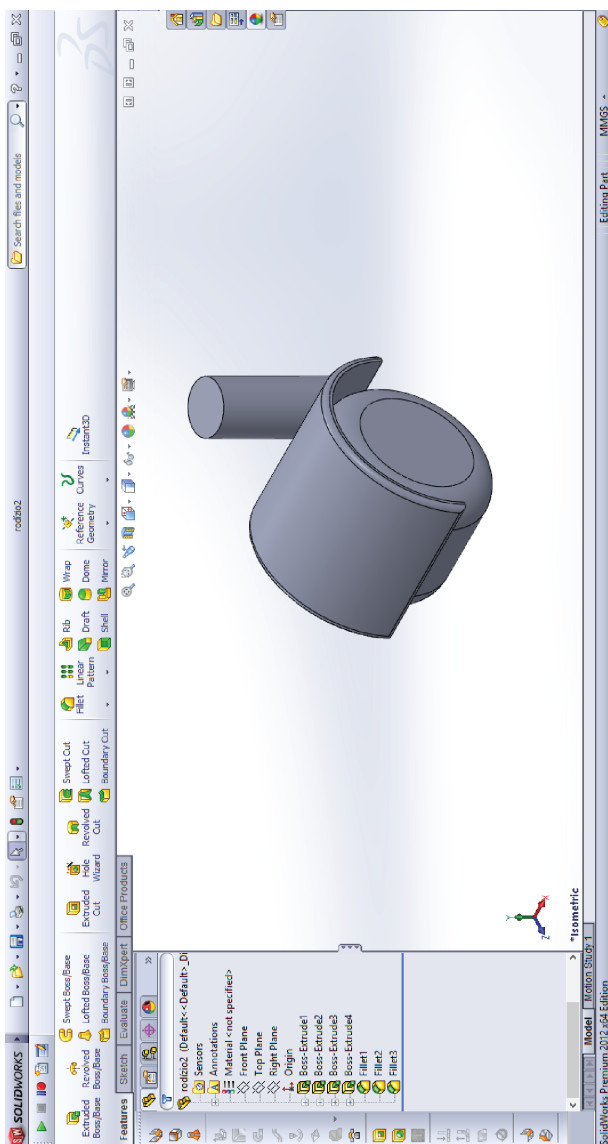 SOLIDWORKS
rodizio2
Search files and models
Extruded Boss/Base
Revolved Boss/Base
Swept Boss/Base
Lofted Boss/Base
Boundary Boss/Base
Extruded Cut
Hole Wizard
Revolved Cut
Swept Cut
Lofted Cut
Boundary Cut
Fillet
Linear Pattern
Rib
Draft
Shell
Wrap
Dome
Mirror
Reference Geometry
Curves
Instant3D
Features
Sketch
Evaluate
DimXpert
Office Products
rodizio2 (Default<<Default>_Di
Sensors
Annotations
Material <not specified>
Front Plane
Top Plane
Right Plane
Origin
Boss-Extrude1
Boss-Extrude2
Boss-Extrude3
Boss-Extrude4
Fillet1
Fillet2
Fillet3
Y
X
Z
*Isometric
Model
Motion Study 1
SolidWorks Premium 2012 x64 Edition
Editing Part
MMGS